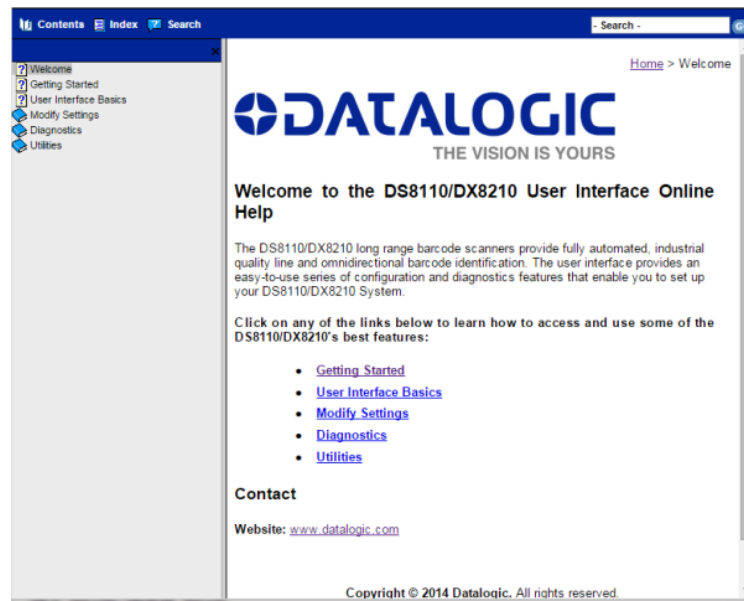 Contents Index Search
- Search -
Welcome
Getting Started
User Interface Basics
Modify Settings
Diagnostics
Utilities
Home > Welcome
DATALOGIC
THE VISION IS YOURS
Welcome to the DS8110/DX8210 User Interface Online
Help
The DS8110/DX8210 long range barcode scanners provide fully automated, industrial
quality line and omnidirectional barcode identification. The user interface provides an
easy-to-use series of configuration and diagnostics features that enable you to set up
your DS8110/DX8210 System.
Click on any of the links below to learn how to access and use some of the
DS8110/DX8210's best features:
• Getting Started
• User Interface Basics
• Modify Settings
• Diagnostics
• Utilities
Contact
Website: www.datalogic.com
Copyright © 2014 Datalogic. All rights reserved.